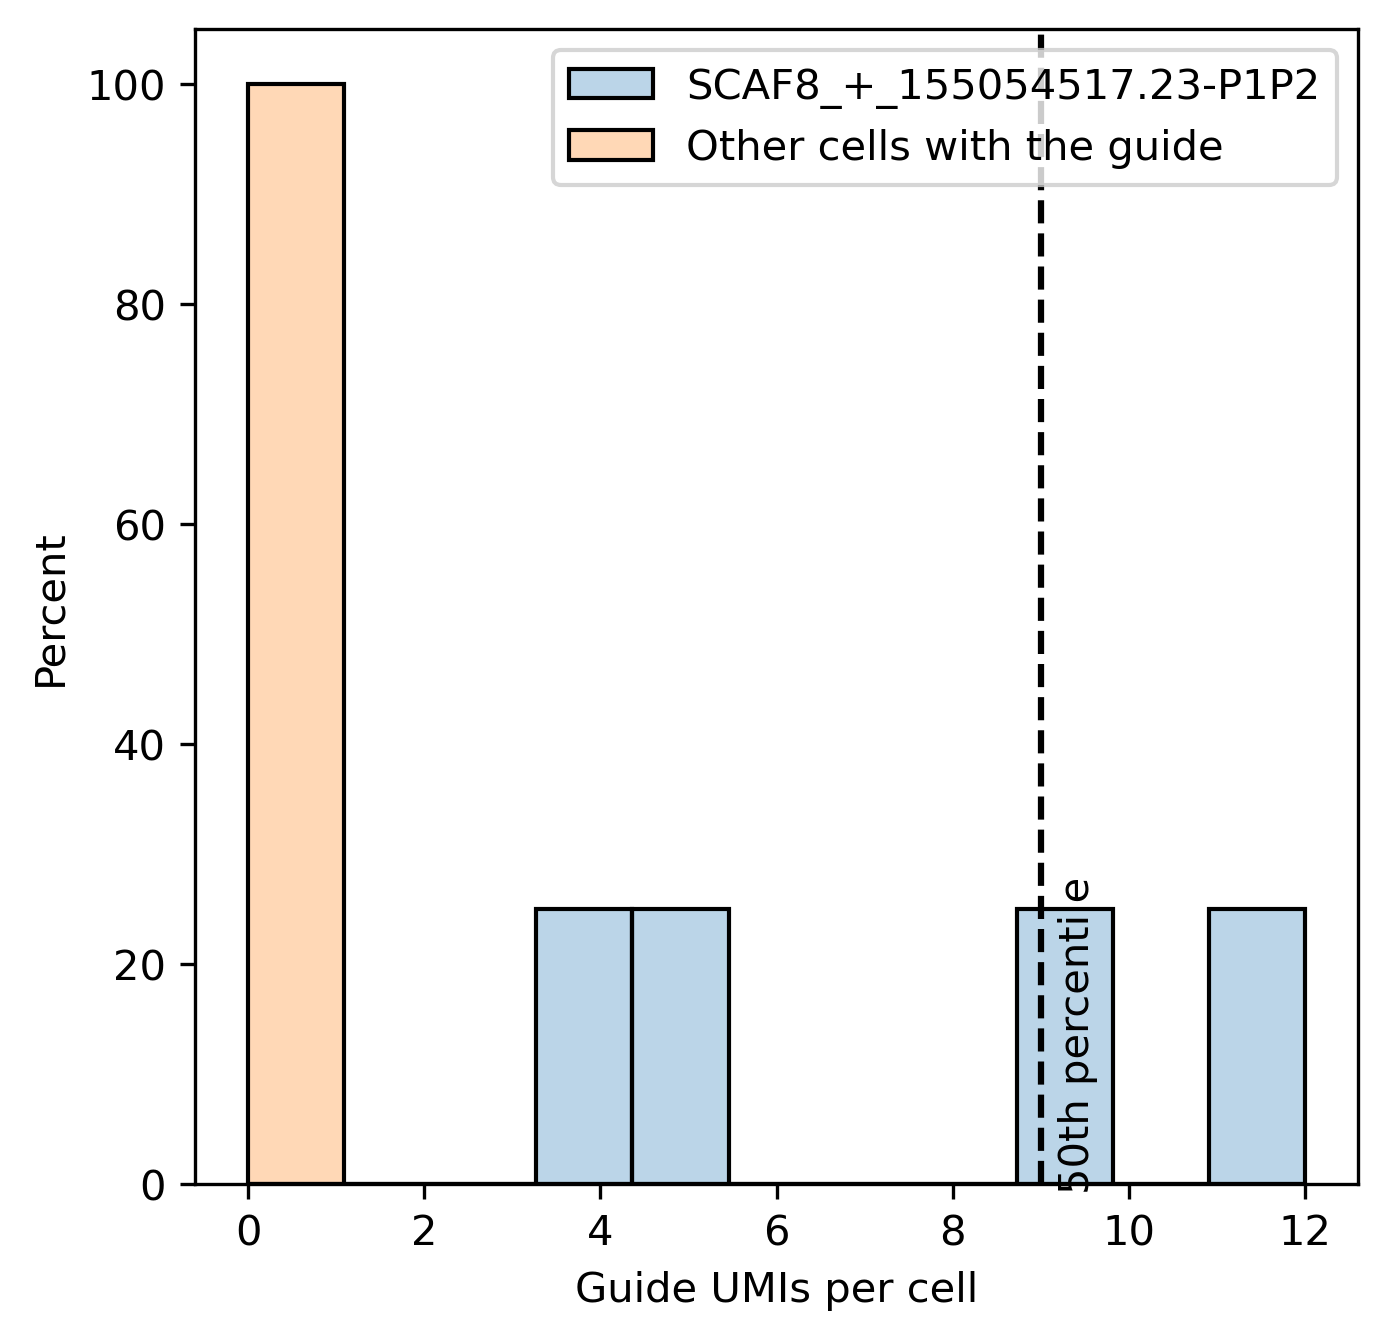 SCAF8_+_155054517.23-P1P2
Other cells with the guide
100
80
60
40
20
0
Percent
50th percentile
0 2 4 6 8 10 12
Guide UMIs per cell